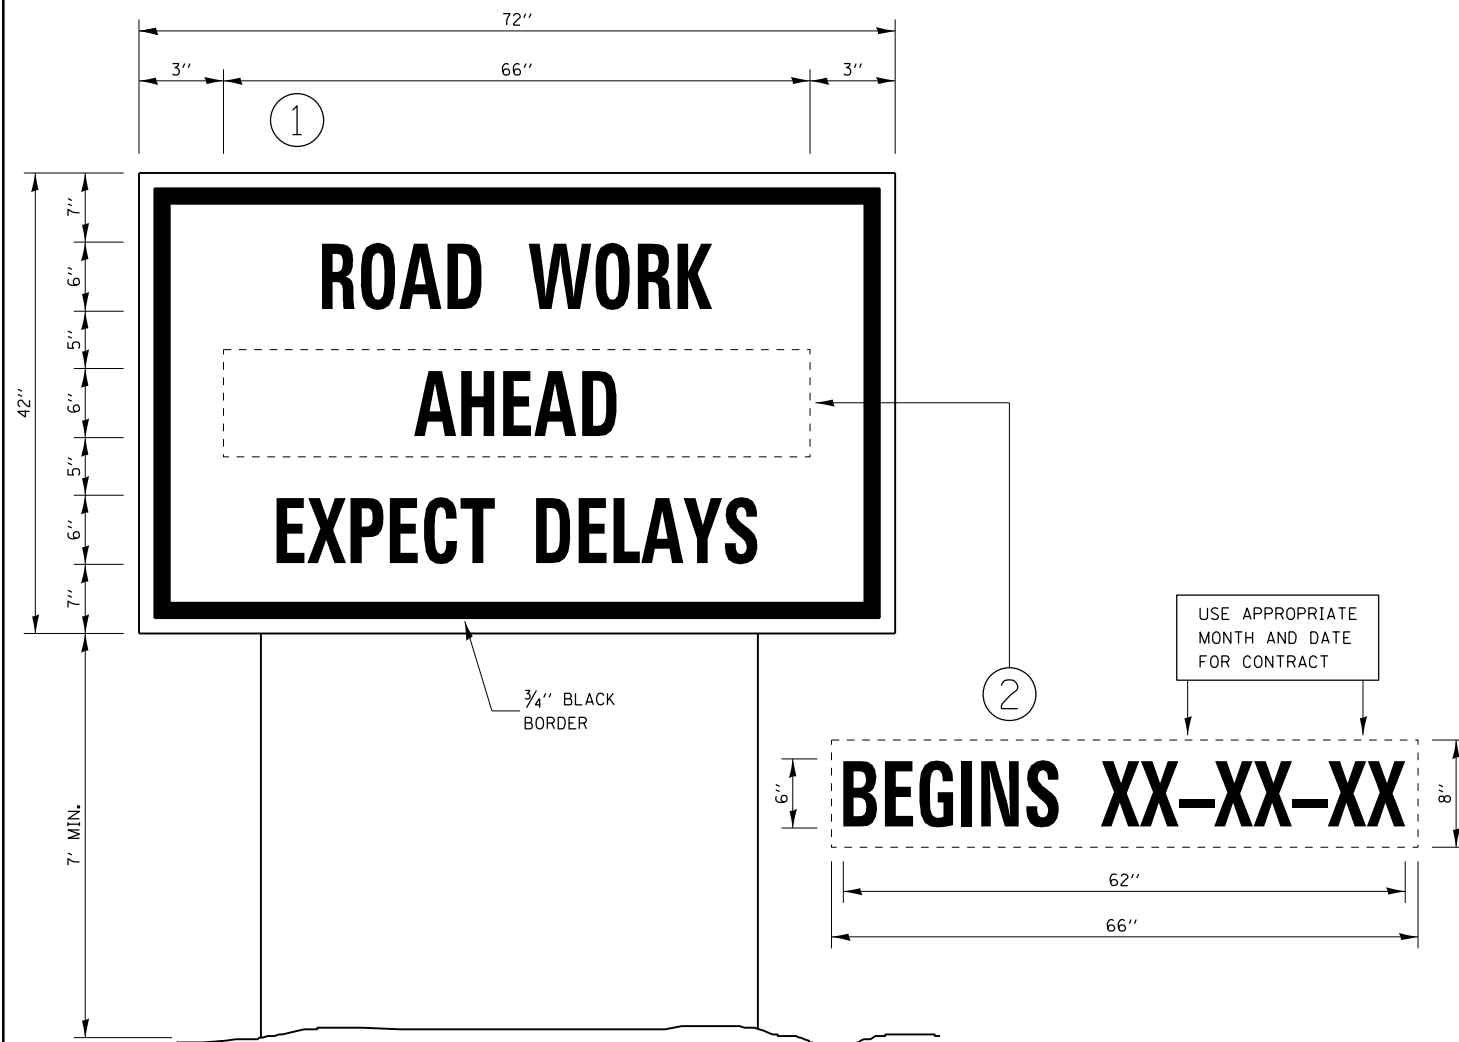 72''
3'' 66'' 3''
1
42''
7''
6''
5''
6''
5''
6''
7''
ROAD WORK
AHEAD
EXPECT DELAYS
3/4'' BLACK
BORDER
7' MIN.
2
USE APPROPRIATE
MONTH AND DATE
FOR CONTRACT
6''
BEGINS XX-XX-XX
8''
62''
66''